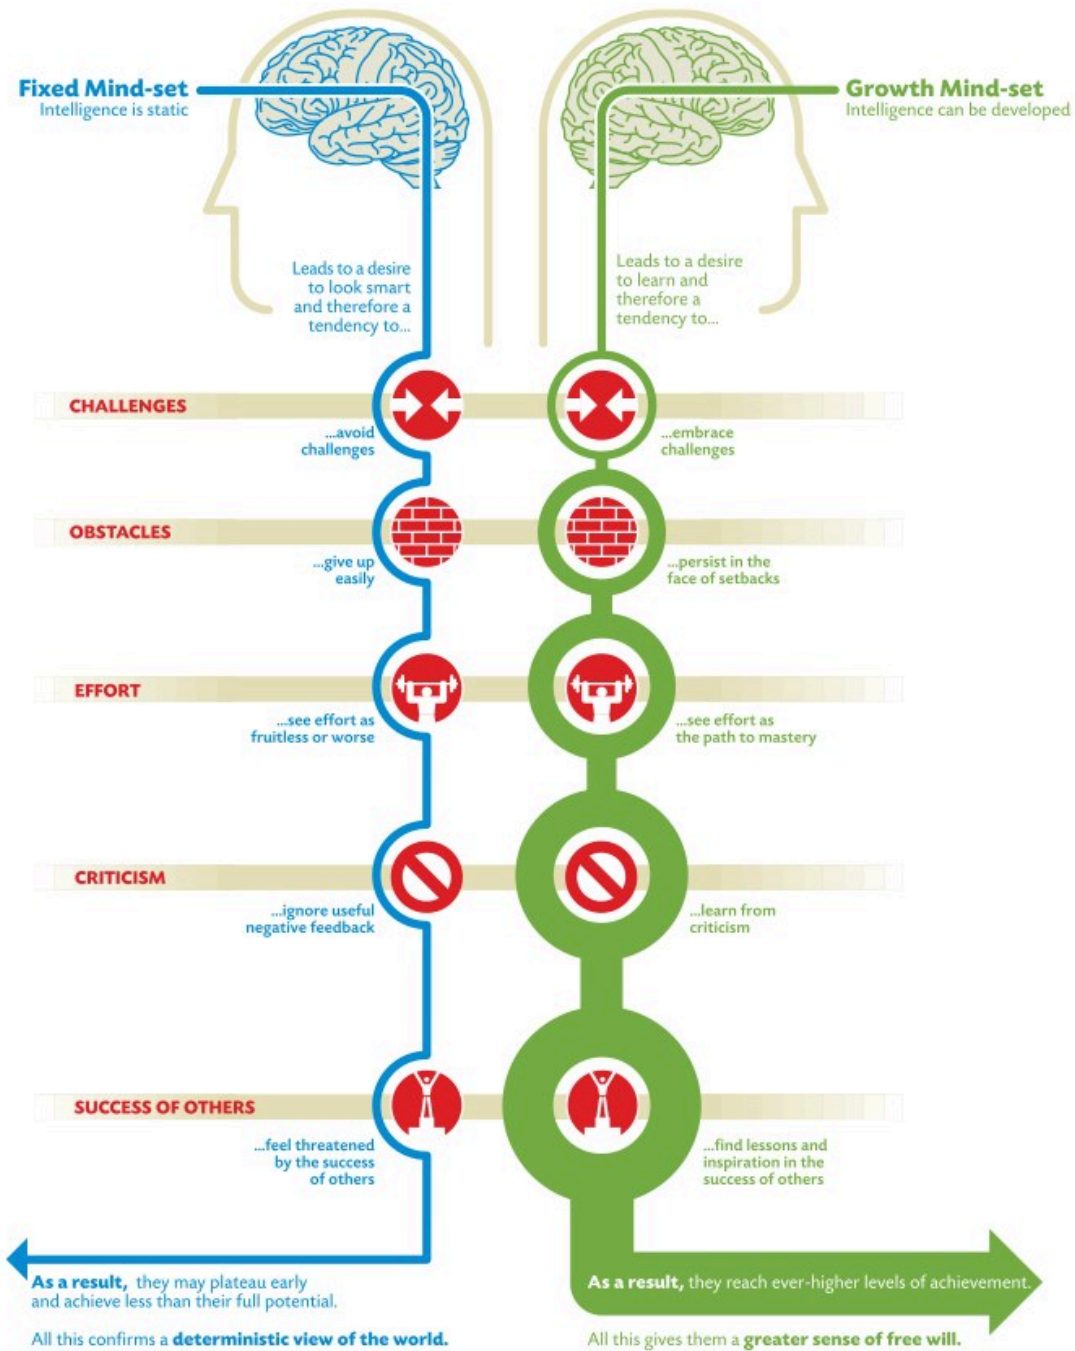 Fixed Mind-set
Intelligence is static
Growth Mind-set
Intelligence can be developed
Leads to a desire
to look smart
and therefore a
tendency to...
Leads to a desire
to learn and
therefore a
tendency to...
CHALLENGES
...avoid
challenges
...embrace
challenges
OBSTACLES
...give up
easily
...persist in the
face of setbacks
EFFORT
...see effort as
fruitless or worse
...see effort as
the path to mastery
CRITICISM
...ignore useful
negative feedback
...learn from
criticism
SUCCESS OF OTHERS
...feel threatened
by the success
of others
...find lessons and
inspiration in the
success of others
As a result, they may plateau early
and achieve less than their full potential.
All this confirms a deterministic view of the world.
As a result, they reach ever-higher levels of achievement.
All this gives them a greater sense of free will.